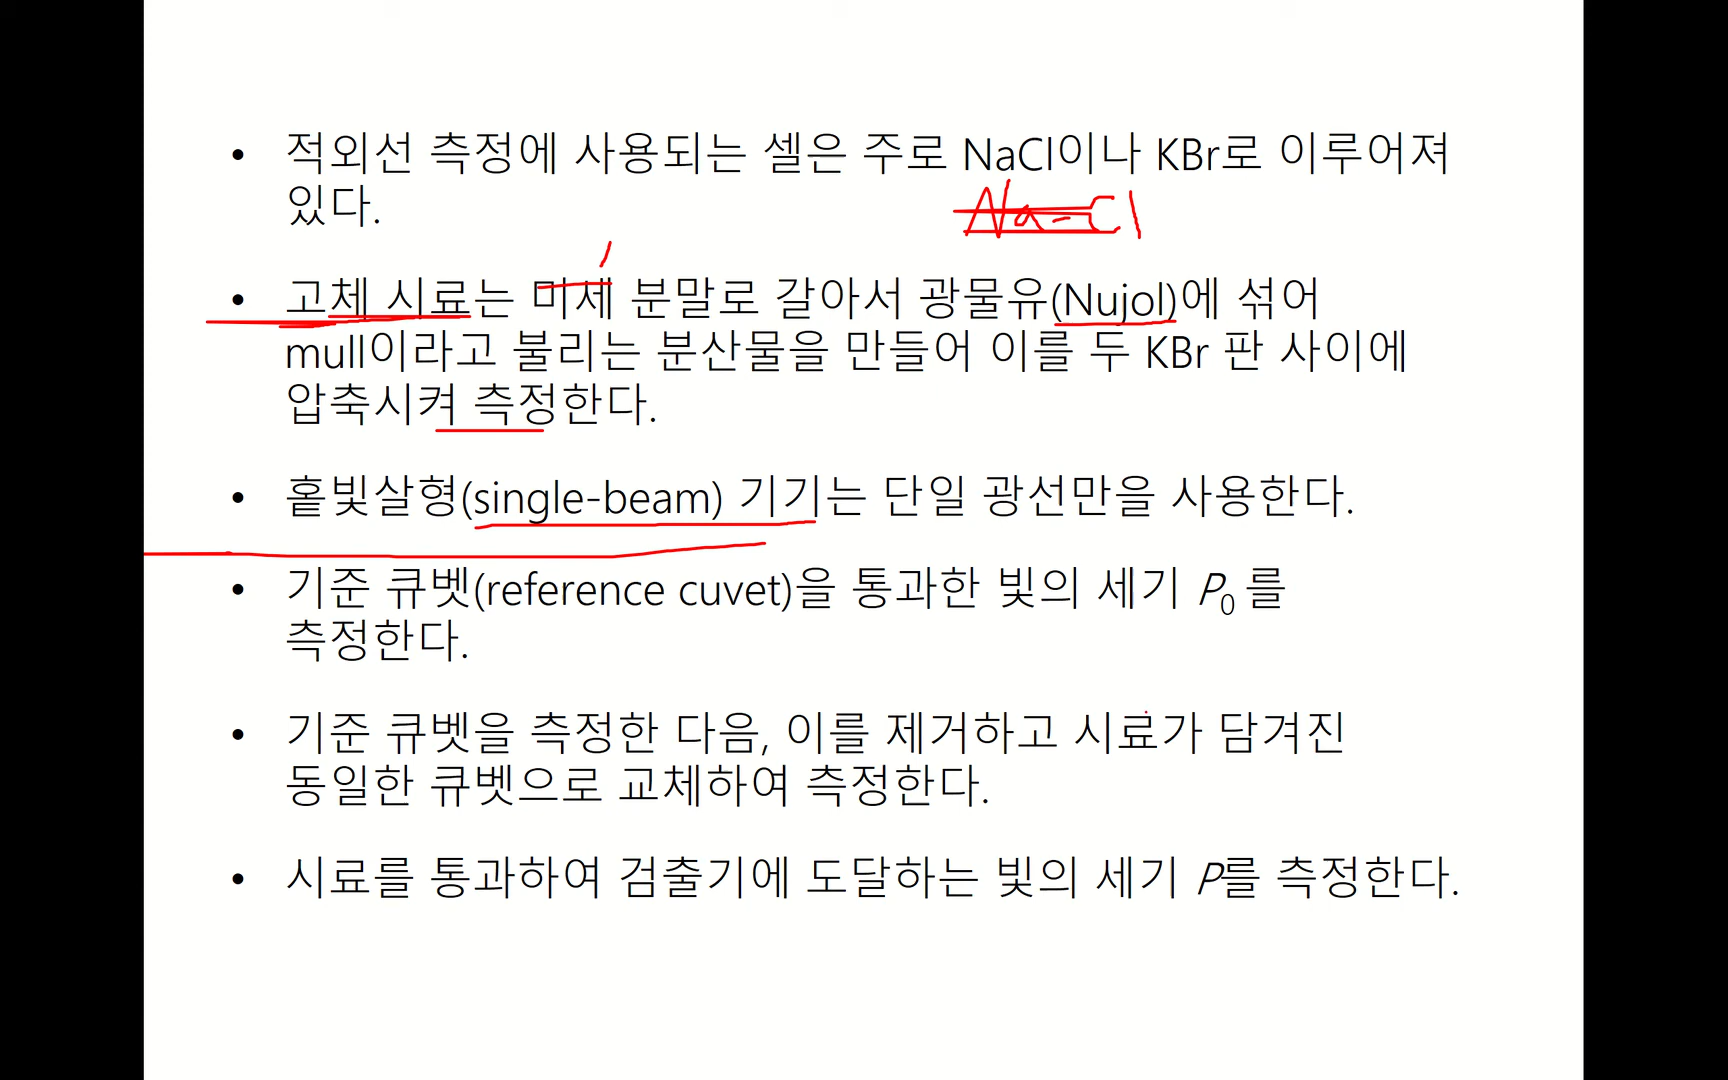 • 적외선 측정에 사용되는 셀은 주로 NaCl이나 KBr로 이루어져
있다.
Na-Cl
• 고체 시료는 미세 분말로 갈아서 광물유(Nujol)에 섞어
mull이라고 불리는 분산물을 만들어 이를 두 KBr 판 사이에
압축시켜 측정한다.
• 홑빛살형(single-beam) 기기는 단일 광선만을 사용한다.
• 기준 큐벳(reference cuvet)을 통과한 빛의 세기 P₀를
측정한다.
• 기준 큐벳을 측정한 다음, 이를 제거하고 시료가 담겨진
동일한 큐벳으로 교체하여 측정한다.
• 시료를 통과하여 검출기에 도달하는 빛의 세기 P를 측정한다.